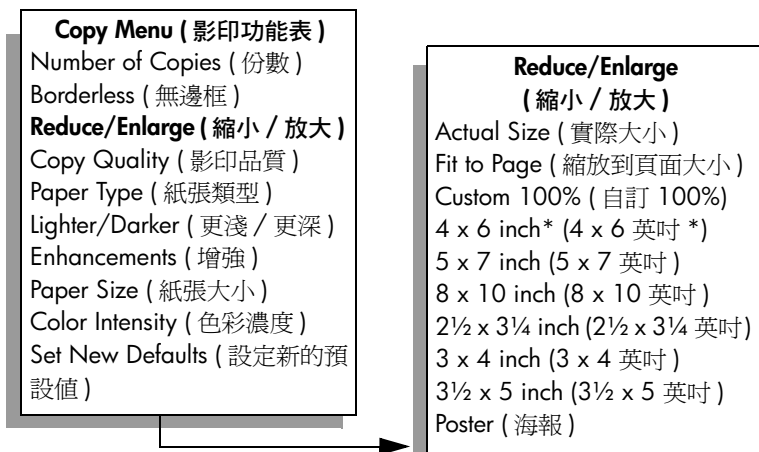 Copy Menu ( 影印功能表 )
Number of Copies ( 份數 )
Borderless ( 無邊框 )
Reduce/Enlarge ( 縮小 / 放大 )
Copy Quality ( 影印品質 )
Paper Type ( 紙張類型 )
Lighter/Darker ( 更淺 / 更深 )
Enhancements ( 增強 )
Paper Size ( 紙張大小 )
Color Intensity ( 色彩濃度 )
Set New Defaults ( 設定新的預
設值 )
Reduce/Enlarge
( 縮小 / 放大 )
Actual Size ( 實際大小 )
Fit to Page ( 縮放到頁面大小 )
Custom 100% ( 自訂 100%)
4 x 6 inch* (4 x 6 英吋 *)
5 x 7 inch (5 x 7 英吋 )
8 x 10 inch (8 x 10 英吋 )
2½ x 3¼ inch (2½ x 3¼ 英吋)
3 x 4 inch (3 x 4 英吋 )
3½ x 5 inch (3½ x 5 英吋 )
Poster ( 海報 )